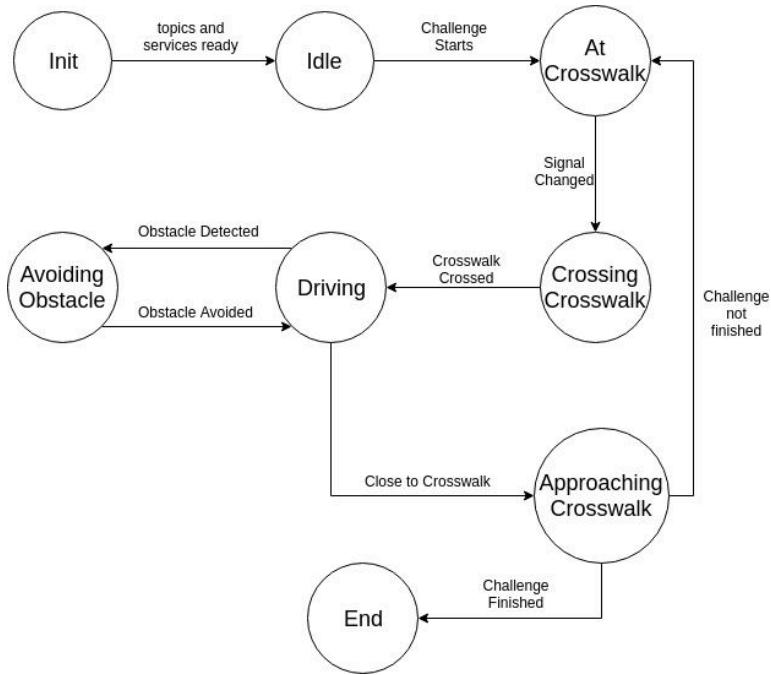 topics and
services ready
Challenge
Starts
Init
Idle
At
Crosswalk
Signal
Changed
Obstacle Detected
Avoiding
Obstacle
Driving
Crosswalk
Crossed
Crossing
Crosswalk
Obstacle Avoided
Challenge
not
finished
Close to Crosswalk
Approaching
Crosswalk
Challenge
Finished
End